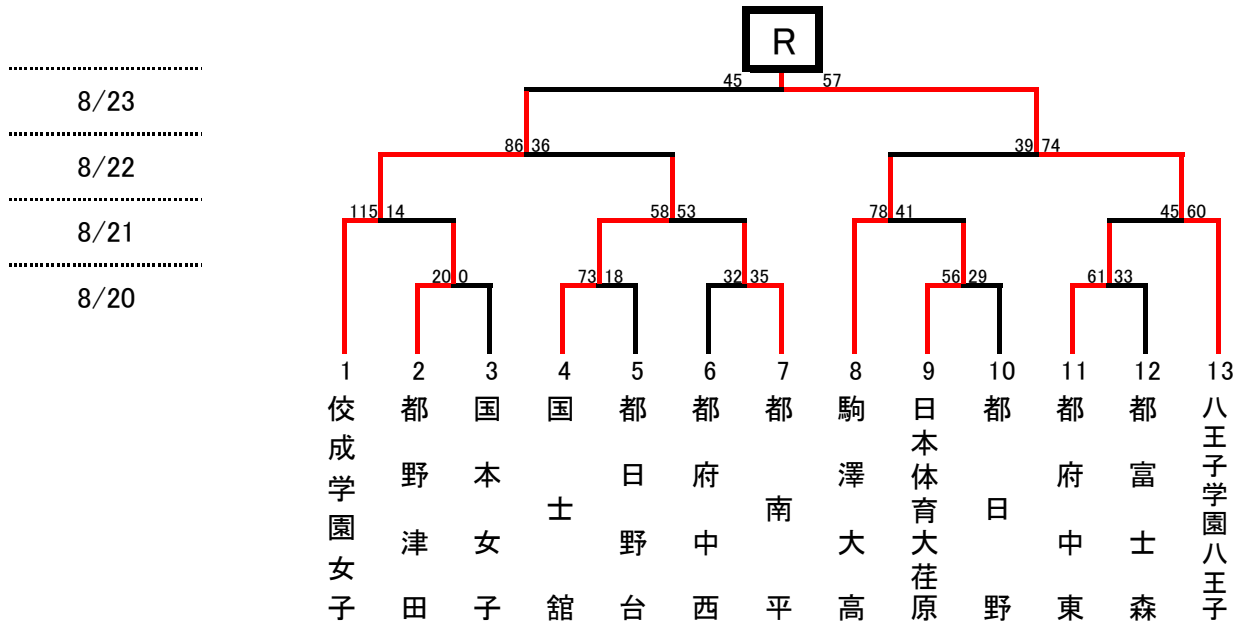 R
45 57
8/23
86 36 39 74
8/22
115 14 58 53 78 41 45 60
8/21
20 0 73 18 32 35 56 29 61 33
8/20
1 2 3 4 5 6 7 8 9 10 11 12 13
佼成学園女子
都野津田
国本女子
国士舘
都日野台
都府中西
都南平
駒澤大高
日本体育大荏原
都日野
都府中東
都富士森
八王子学園八王子